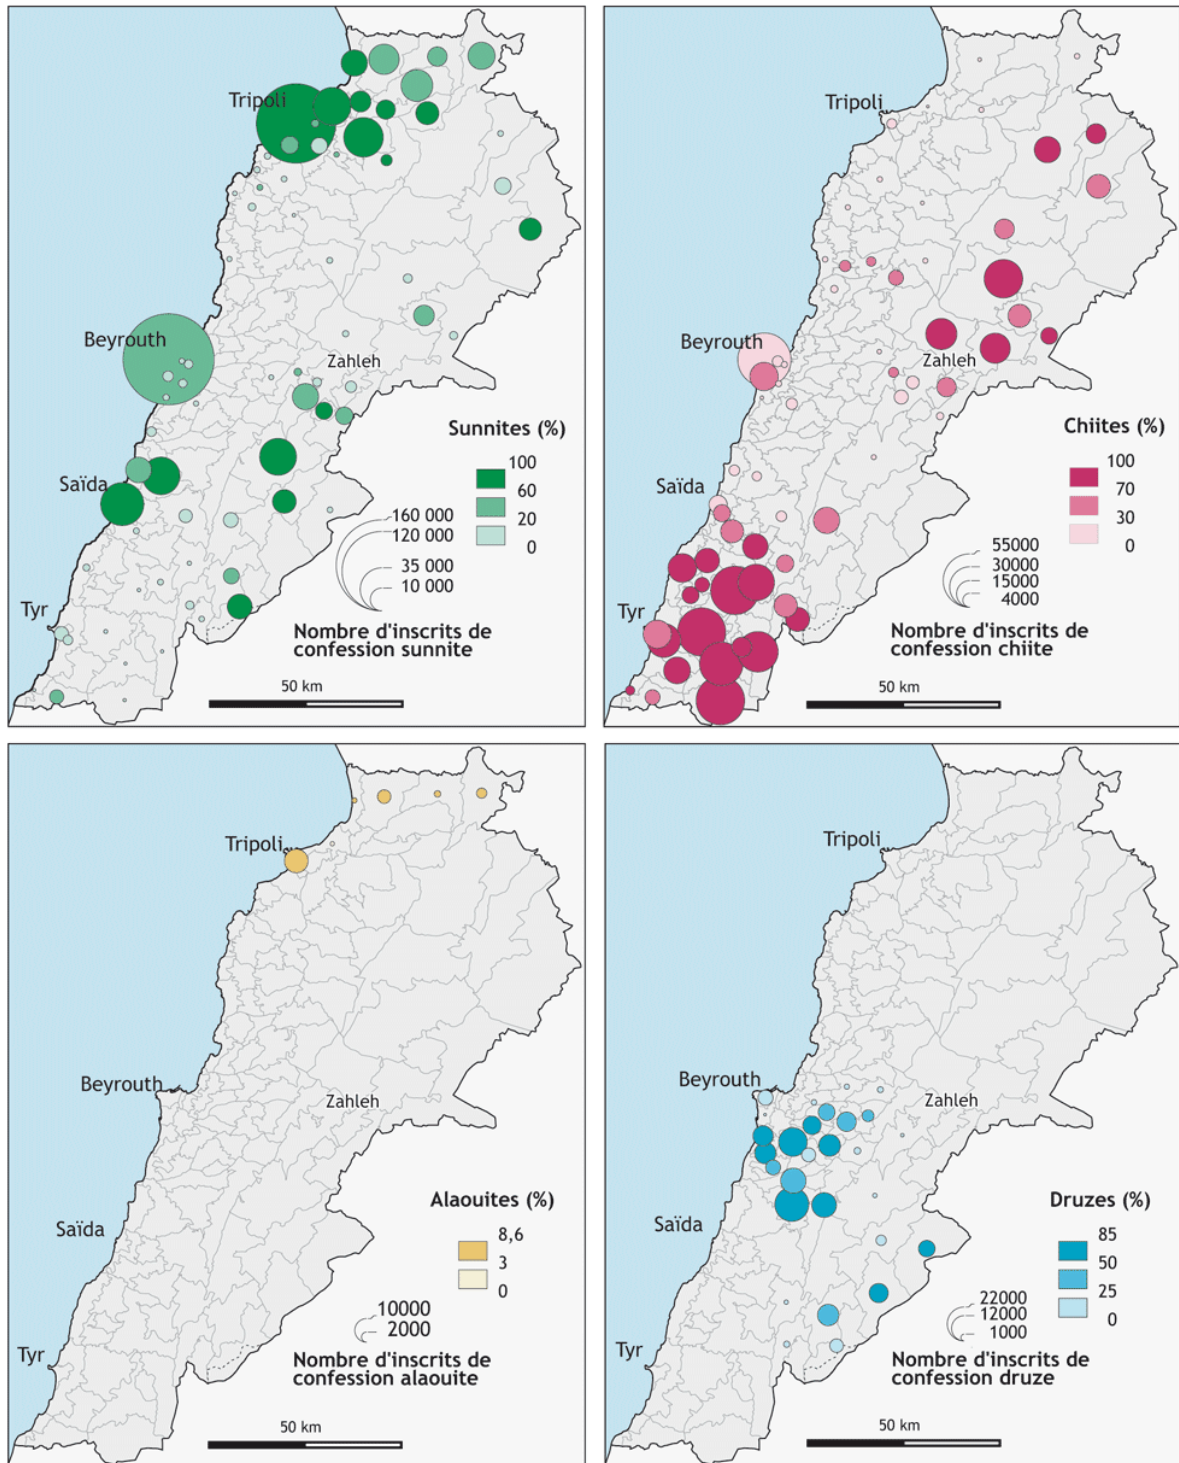 Tripoli
Beyrouth
Zahleh
Saïda
Tyr
Sunnites (%)
100
60
20
0
160 000
120 000
35 000
10 000
Nombre d'inscrits de
confession sunnite
50 km
Tripoli
Beyrouth
Zahleh
Saïda
Tyr
Chiites (%)
100
70
30
0
55000
30000
15000
4000
Nombre d'inscrits de
confession chiite
50 km
Tripoli
Beyrouth
Zahleh
Saïda
Tyr
Alaouites (%)
8,6
3
0
10000
2000
Nombre d'inscrits de
confession alaouite
50 km
Tripoli
Beyrouth
Zahleh
Saïda
Tyr
Druzes (%)
85
50
25
0
22000
12000
1000
Nombre d'inscrits de
confession druze
50 km